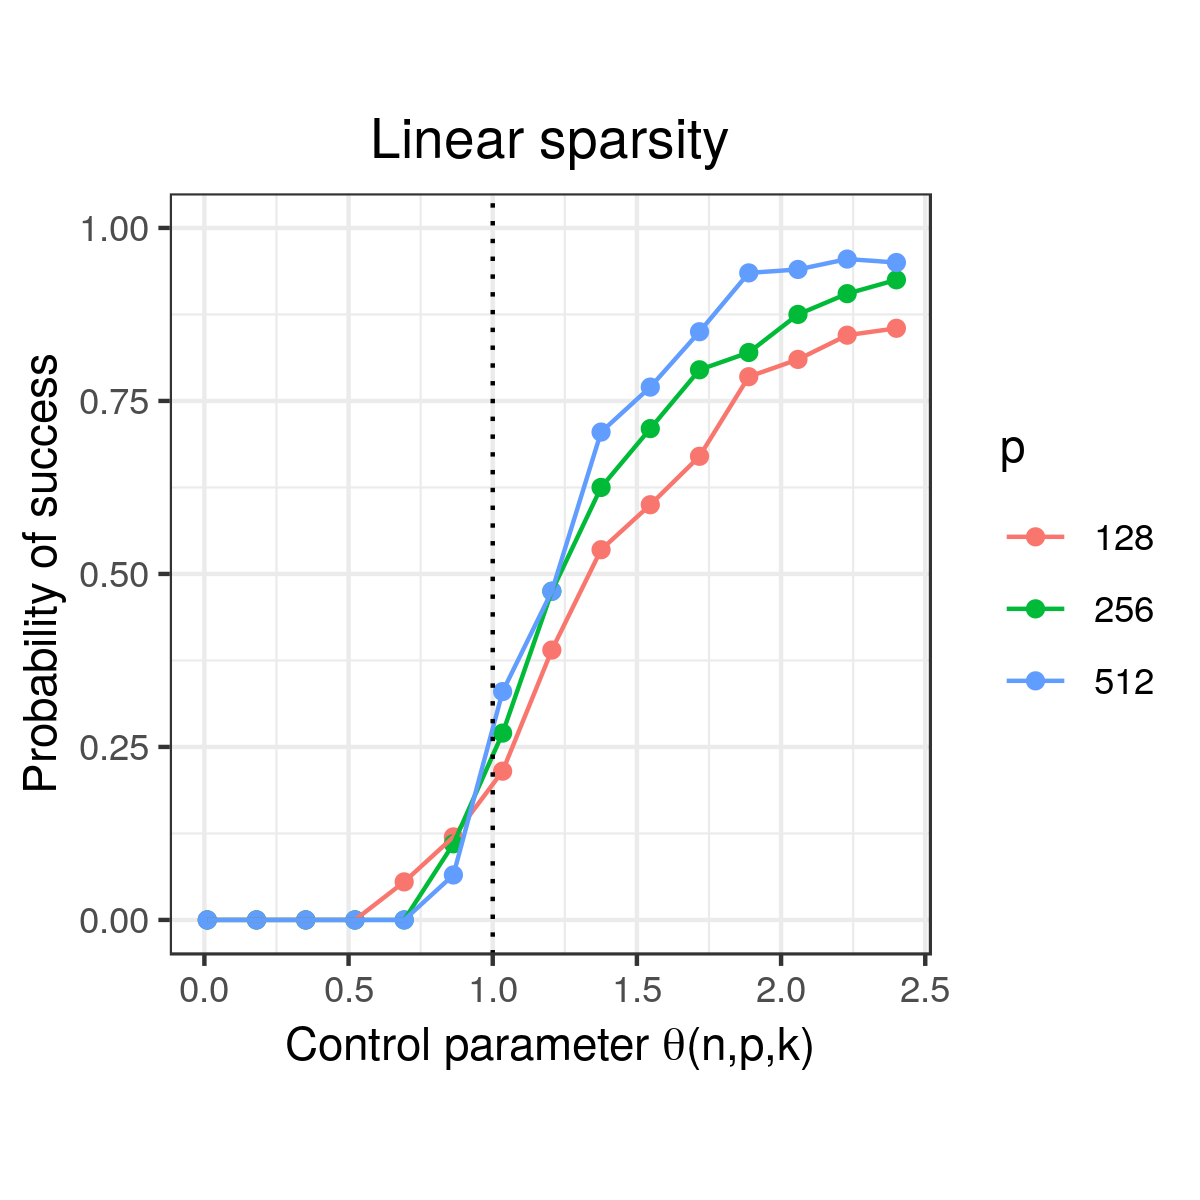 Linear sparsity
Probability of success
1.00
0.75
0.50
0.25
0.00
0.0 0.5 1.0 1.5 2.0 2.5
Control parameter θ(n,p,k)
p
128
256
512